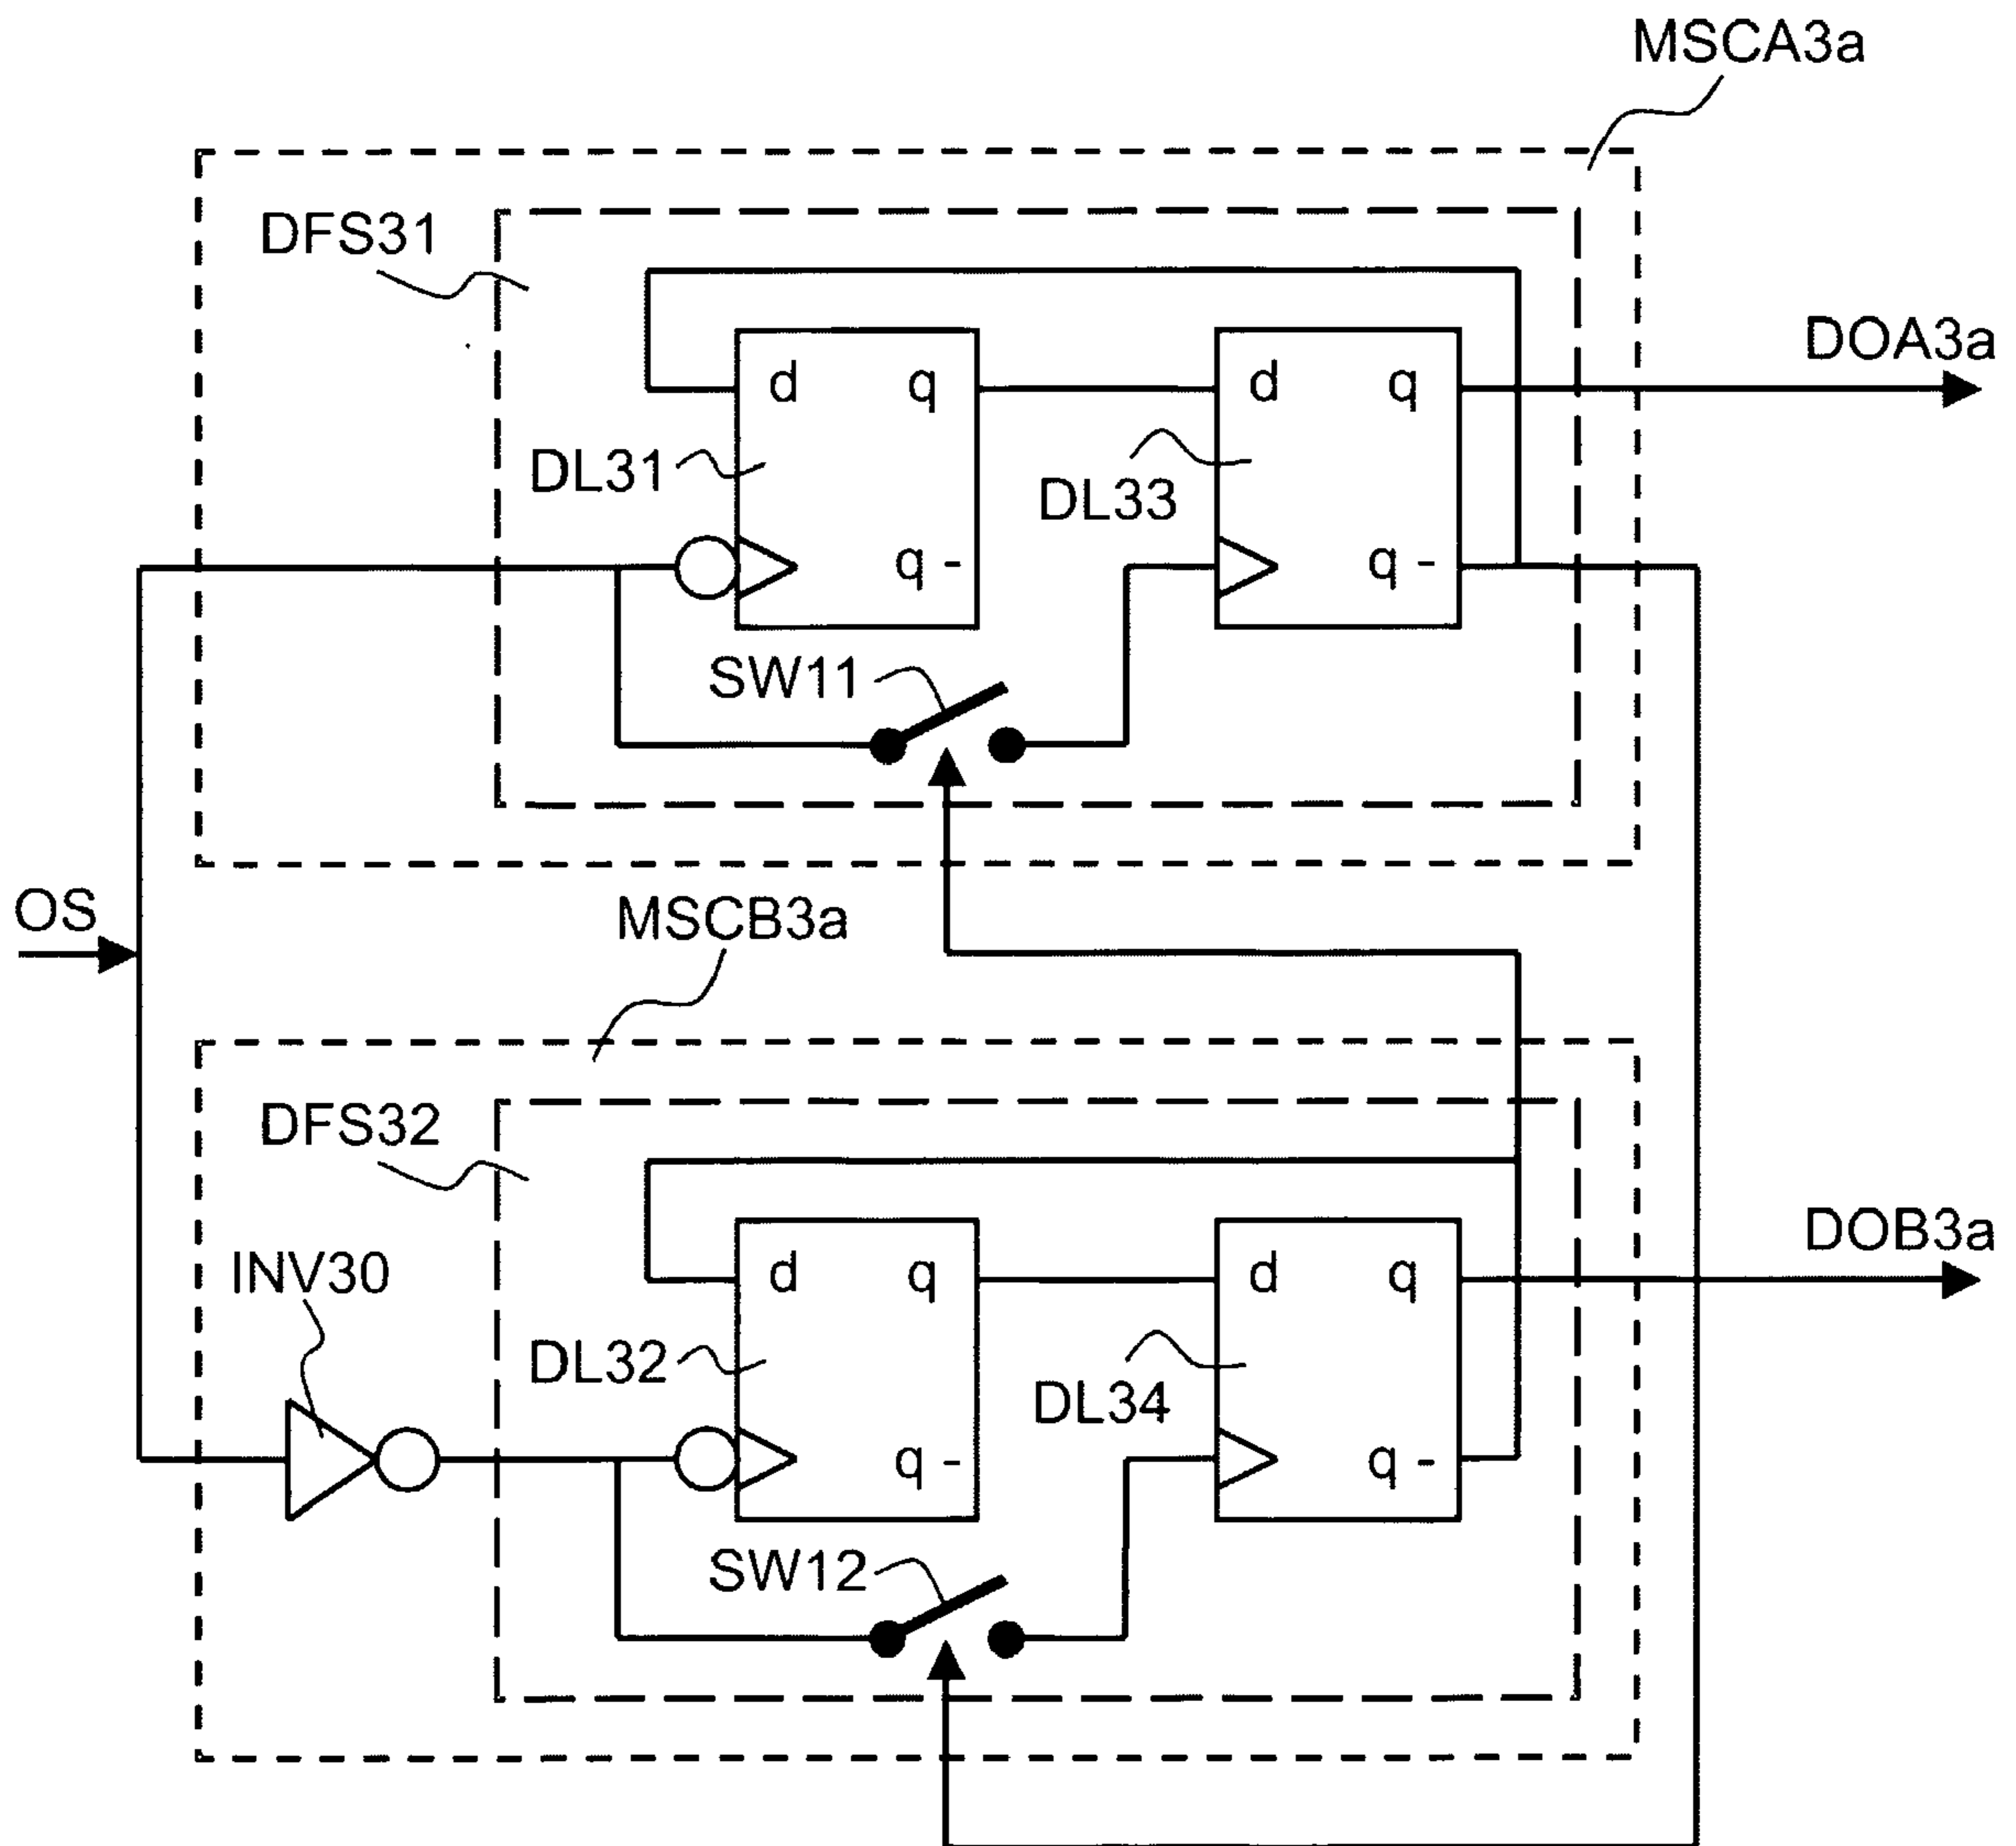 MSCA3a
DFS31
DOA3a
d q d q
DL31
DL33
q - q -
SW11
OS
MSCB3a
DFS32
DOB3a
INV30
d q d q
DL32
DL34
q - q -
SW12